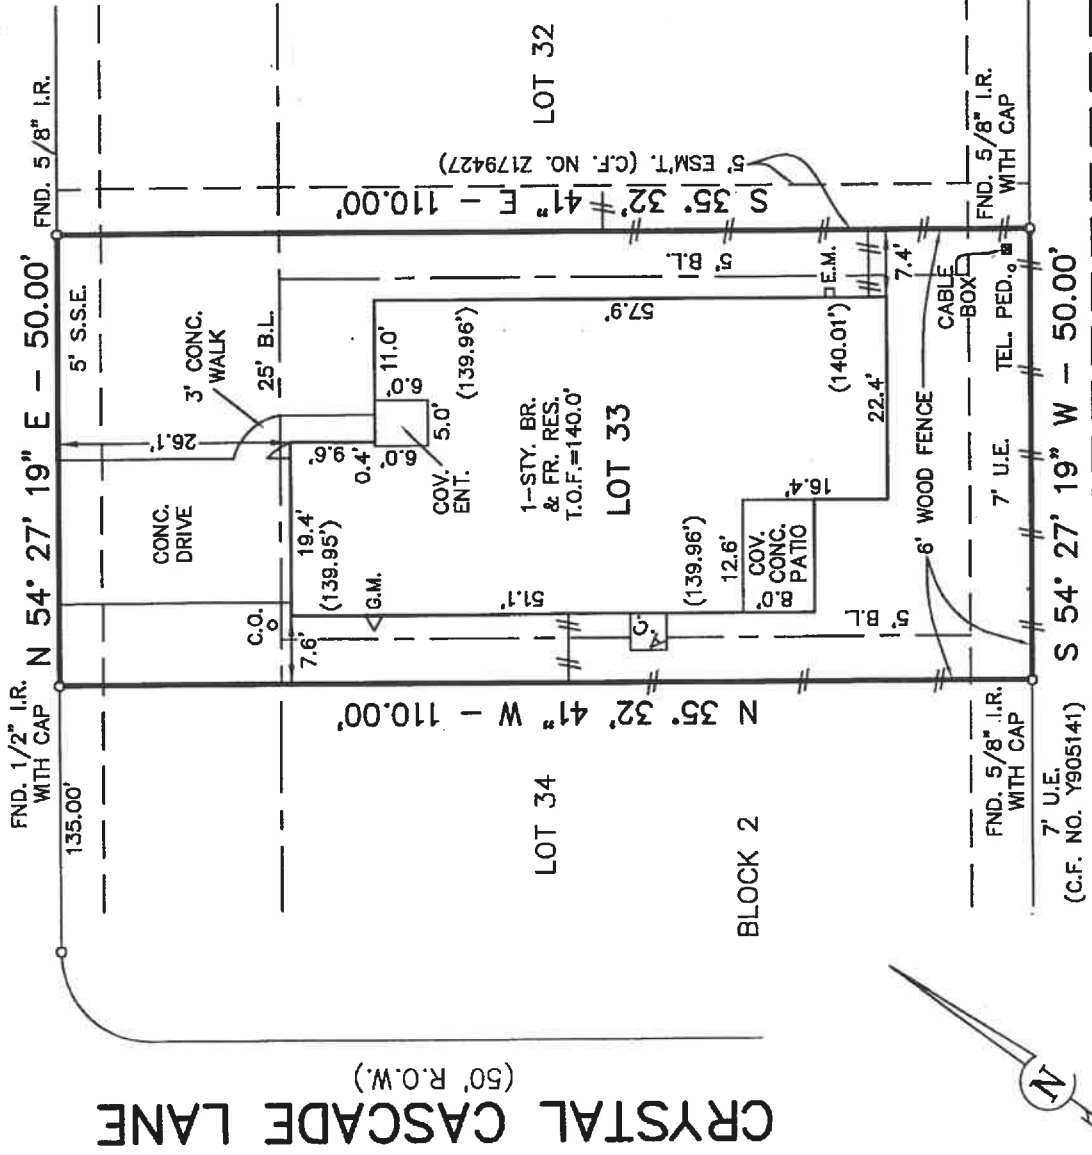 FND. 1/2" I.R.
WITH CAP
N 54° 27' 19" E - 50.00'
FND. 5/8" I.R.
135.00'
5' S.S.E.
3' CONC.
WALK
25' B.L.
26.1'
CONC.
DRIVE
C.O.
7.6'
19.4'
(139.95')
9.6'
0.4'
6.0'
6.0'
5.0'
11.0'
(139.96')
COV.
ENT.
G.M.
51.1'
57.9'
1-STY. BR.
& FR. RES.
T.O.F.=140.0'
LOT 33
LOT 32
LOT 34
BLOCK 2
N 35° 32' 41" W - 110.00'
S 35° 32' 41" E - 110.00'
5' ESM'T. (C.F. NO. Z179427)
5' B.L.
5' B.L.
(139.96')
12.6'
COV.
CONC.
PATIO
8.0'
16.4'
22.4'
(140.01')
E.M.
7.4'
CABLE
BOX
TEL. PED.
6' WOOD FENCE
7' U.E.
FND. 5/8" I.R.
WITH CAP
FND. 5/8" I.R.
WITH CAP
S 54° 27' 19" W - 50.00'
7' U.E.
(C.F. NO. Y905141)
CRYSTAL CASCADE LANE
(50' R.O.W.)
N